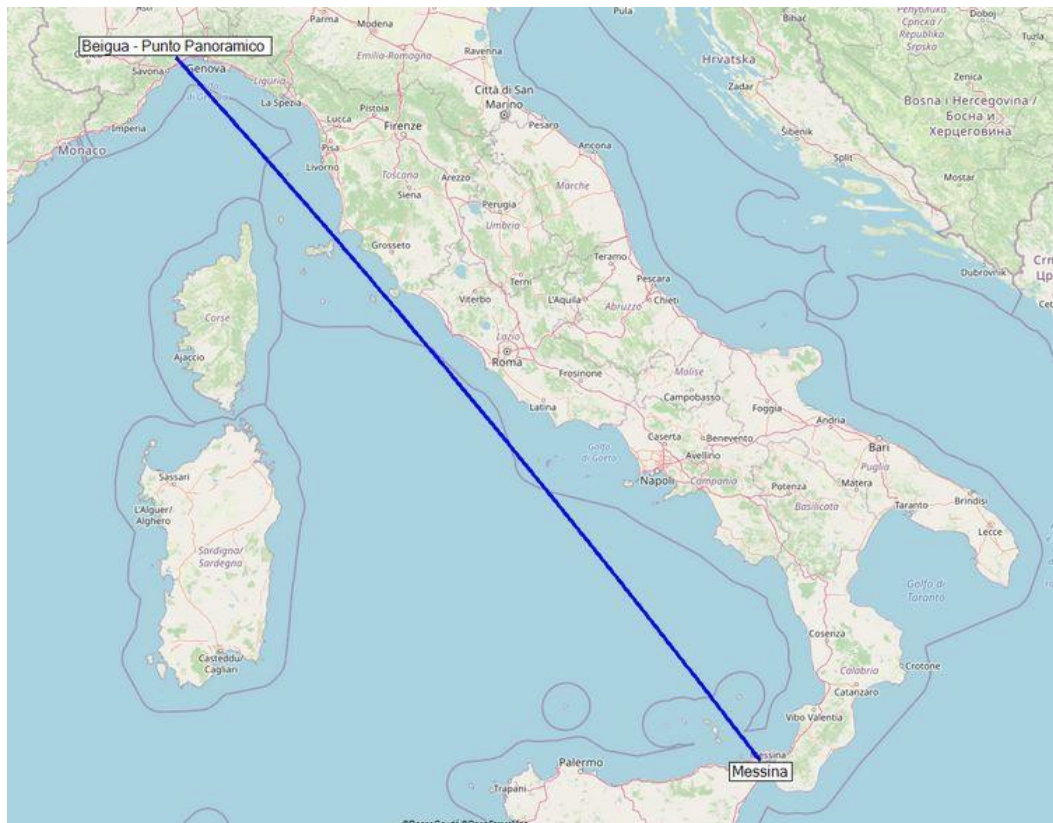 Pula
Parma
Modena
Ravenna
Emilia-Romagna
Bihać
Република
Српска /
Republika
Srpska
Doboj
Tuzla
Beigua - Punto Panoramico
Savona
Genova
Liguria
La Spezia
Hrvatska
Zadar
Zenica
Bosna i Hercegovina /
Босна и
Херцеговина
Città di San
Marino
Pesaro
Imperia
Monaco
Pistoia
Lucca
Firenze
Pisa
Livorno
Toscana
Arezzo
Siena
Ancona
Marche
Šibenik
Split
Mostar
Perugia
Umbria
Grosseto
Teramo
Pescara
Chieti
Dubrovnik
Terni
Viterbo
L'Aquila
Abruzzo
Corse
Ajaccio
Lazio
Roma
Frosinone
Latina
Molise
Campobasso
Foggia
Andria
Bari
Puglia
Caserta
Benevento
Avellino
Golfo
di Gaeta
Napoli
Campania
Potenza
Matera
Basilicata
Taranto
Brindisi
Lecce
Sassari
L'Alguer/
Alghero
Sardigna/
Sardegna
Golfo di
Taranto
Casteddu/
Cagliari
Cosenza
Calabria
Crotone
Catanzaro
Vibo Valentia
Messina
Messina
Palermo
Trapani